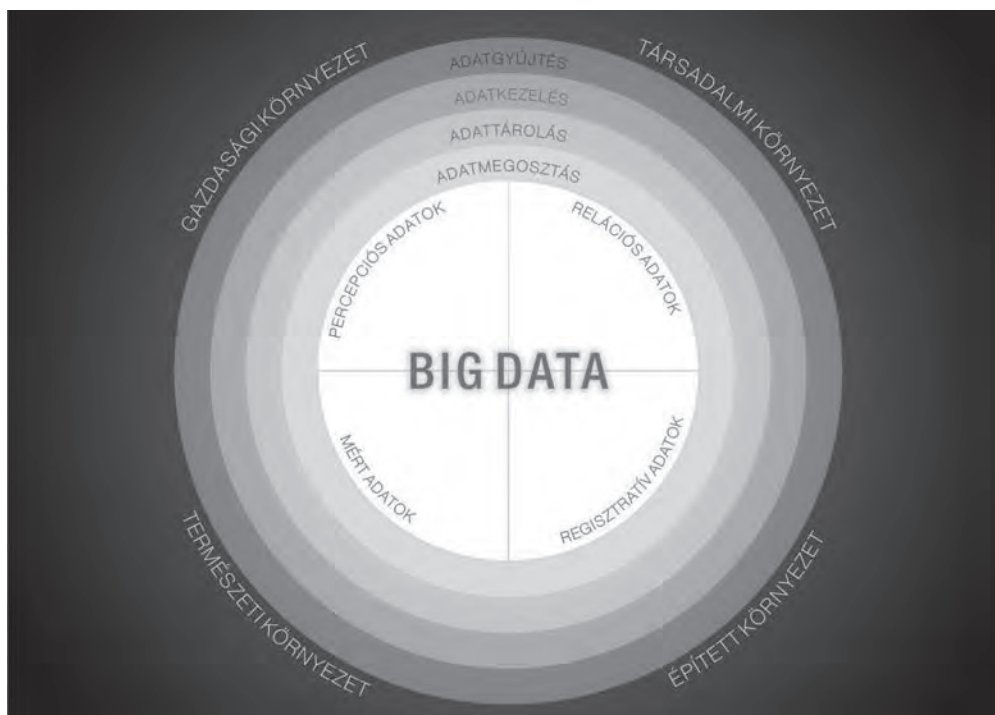 GAZDASÁGI KÖRNYEZET
TÁRSADALMI KÖRNYEZET
ADATGYŰJTÉS
ADATKEZELÉS
ADATTÁROLÁS
ADATMEGOSZTÁS
PERCEPCIÓS ADATOK
RELÁCIÓS ADATOK
BIG DATA
MÉRT ADATOK
REGISZTRATÍV ADATOK
TERMÉSZETI KÖRNYEZET
ÉPÍTETT KÖRNYEZET